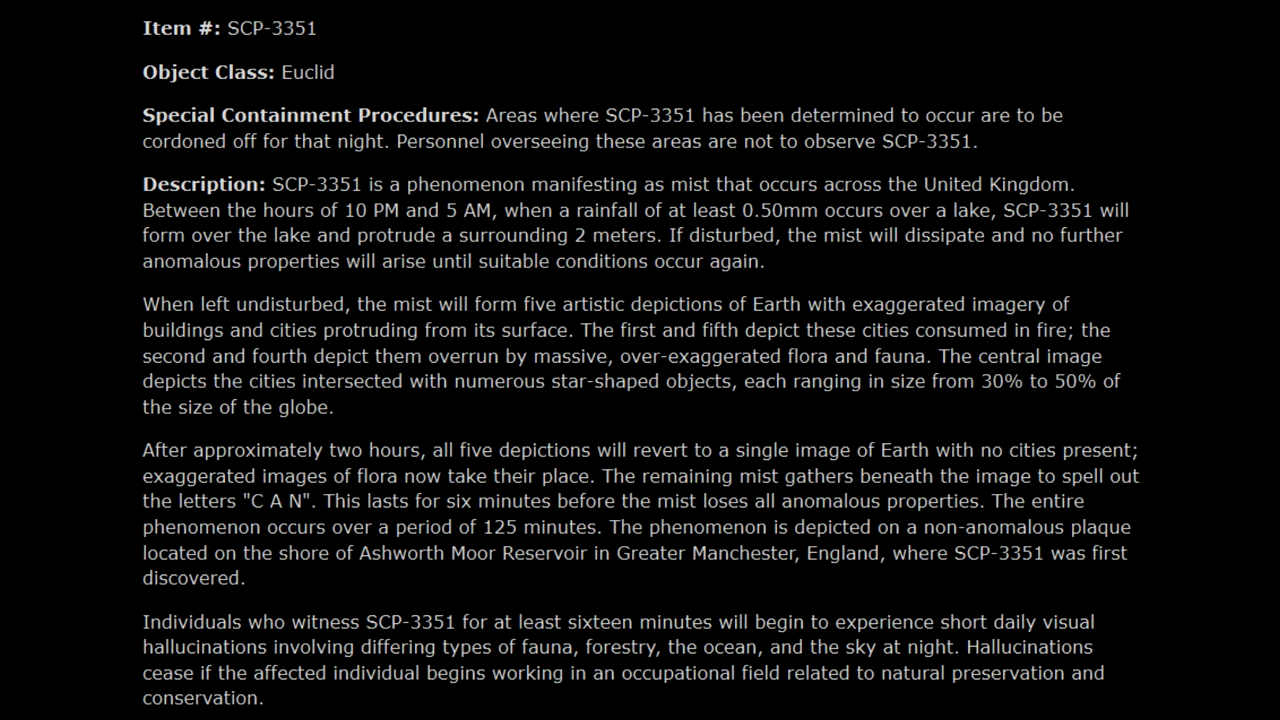 Item #: SCP-3351
Object Class: Euclid
Special Containment Procedures: Areas where SCP-3351 has been determined to occur are to be
cordoned off for that night. Personnel overseeing these areas are not to observe SCP-3351.
Description: SCP-3351 is a phenomenon manifesting as mist that occurs across the United Kingdom.
Between the hours of 10 PM and 5 AM, when a rainfall of at least 0.50mm occurs over a lake, SCP-3351 will
form over the lake and protrude a surrounding 2 meters. If disturbed, the mist will dissipate and no further
anomalous properties will arise until suitable conditions occur again.
When left undisturbed, the mist will form five artistic depictions of Earth with exaggerated imagery of
buildings and cities protruding from its surface. The first and fifth depict these cities consumed in fire; the
second and fourth depict them overrun by massive, over-exaggerated flora and fauna. The central image
depicts the cities intersected with numerous star-shaped objects, each ranging in size from 30% to 50% of
the size of the globe.
After approximately two hours, all five depictions will revert to a single image of Earth with no cities present;
exaggerated images of flora now take their place. The remaining mist gathers beneath the image to spell out
the letters "C A N". This lasts for six minutes before the mist loses all anomalous properties. The entire
phenomenon occurs over a period of 125 minutes. The phenomenon is depicted on a non-anomalous plaque
located on the shore of Ashworth Moor Reservoir in Greater Manchester, England, where SCP-3351 was first
discovered.
Individuals who witness SCP-3351 for at least sixteen minutes will begin to experience short daily visual
hallucinations involving differing types of fauna, forestry, the ocean, and the sky at night. Hallucinations
cease if the affected individual begins working in an occupational field related to natural preservation and
conservation.